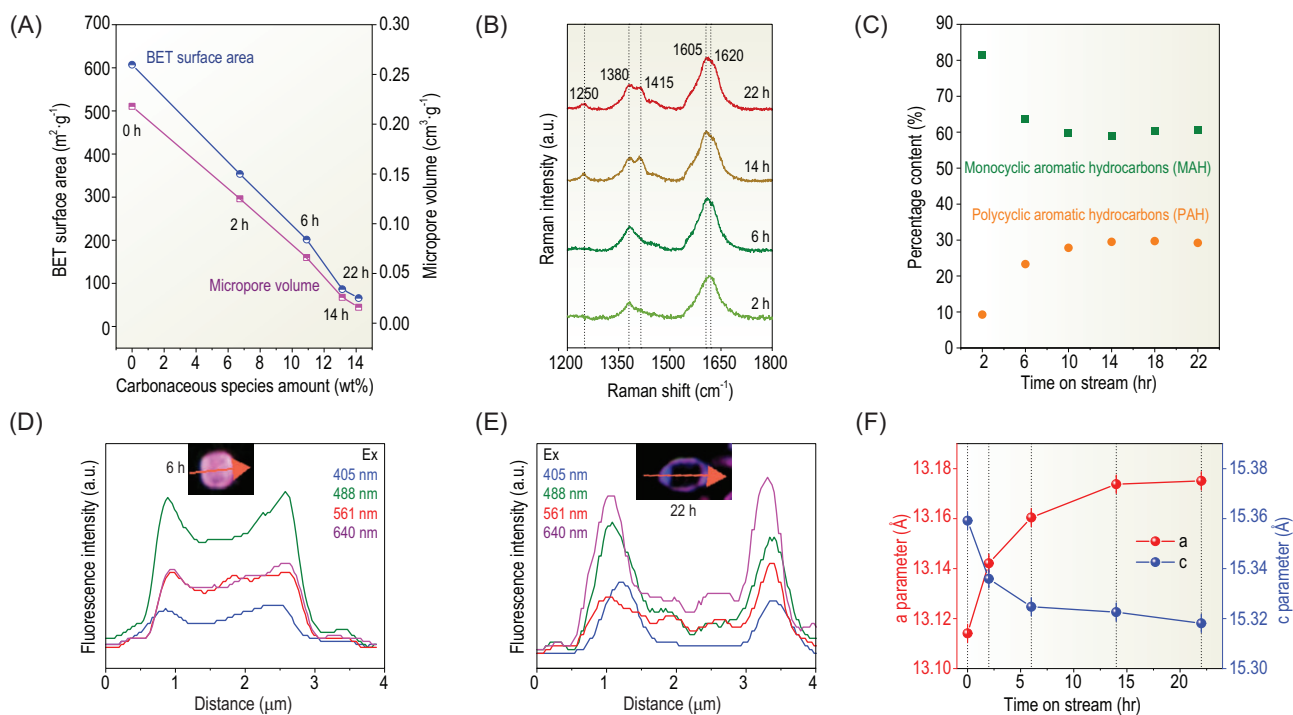 (A)
BET surface area (m²·g⁻¹)
700
600
500
400
300
200
100
0
0.30
0.25
0.20
0.15
0.10
0.05
0.00
Micropore volume (cm³·g⁻¹)
BET surface area
Micropore volume
0 h
2 h
6 h
22 h
14 h
0 2 4 6 8 10 12 14
Carbonaceous species amount (wt%)
(B)
Raman intensity (a.u.)
1605
1620
1380
1415
1250
22 h
14 h
6 h
2 h
1200 1350 1500 1650 1800
Raman shift (cm⁻¹)
(C)
Percentage content (%)
90
80
70
60
50
40
30
20
10
0
Monocyclic aromatic hydrocarbons (MAH)
Polycyclic aromatic hydrocarbons (PAH)
2 6 10 14 18 22
Time on stream (hr)
(D)
Fluorescence intensity (a.u.)
6 h
Ex
405 nm
488 nm
561 nm
640 nm
0 1 2 3 4
Distance (μm)
(E)
Fluorescence intensity (a.u.)
Ex
405 nm
488 nm
561 nm
640 nm
22 h
0 1 2 3 4
Distance (μm)
(F)
a parameter (Å)
13.18
13.16
13.14
13.12
13.10
15.38
15.36
15.34
15.32
15.30
c parameter (Å)
a
c
0 5 10 15 20
Time on stream (hr)